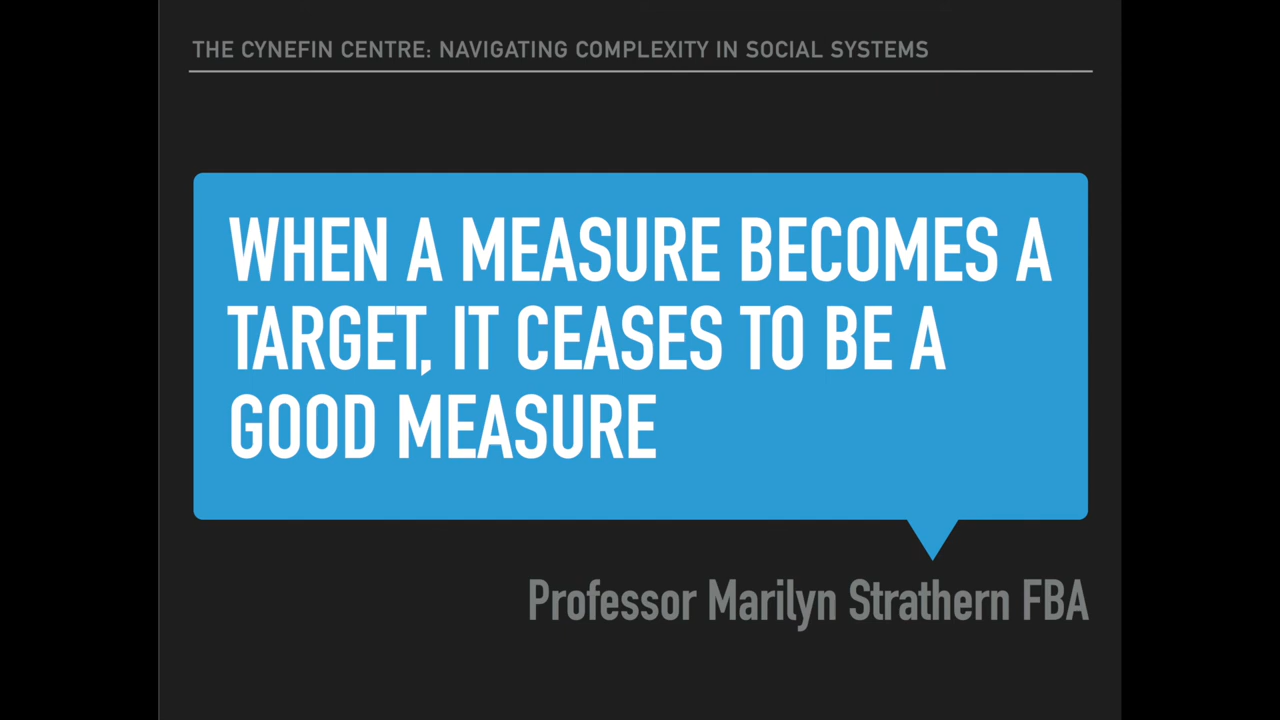 THE CYNEFIN CENTRE: NAVIGATING COMPLEXITY IN SOCIAL SYSTEMS
WHEN A MEASURE BECOMES A
TARGET, IT CEASES TO BE A
GOOD MEASURE
Professor Marilyn Strathern FBA